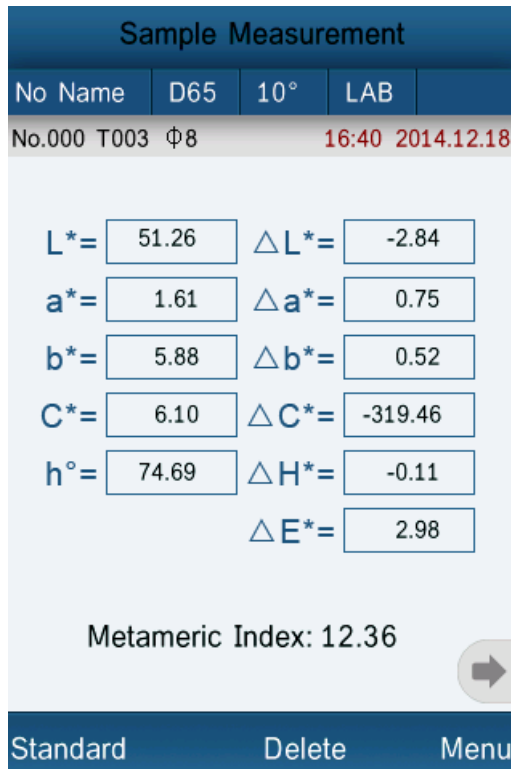 Sample Measurement
No Name D65 10° LAB
No.000 T003 Φ8 16:40 2014.12.18
L*= 51.26 △L*= -2.84
a*= 1.61 △a*= 0.75
b*= 5.88 △b*= 0.52
C*= 6.10 △C*= -319.46
h°= 74.69 △H*= -0.11
△E*= 2.98
Metameric Index: 12.36
Standard Delete Menu